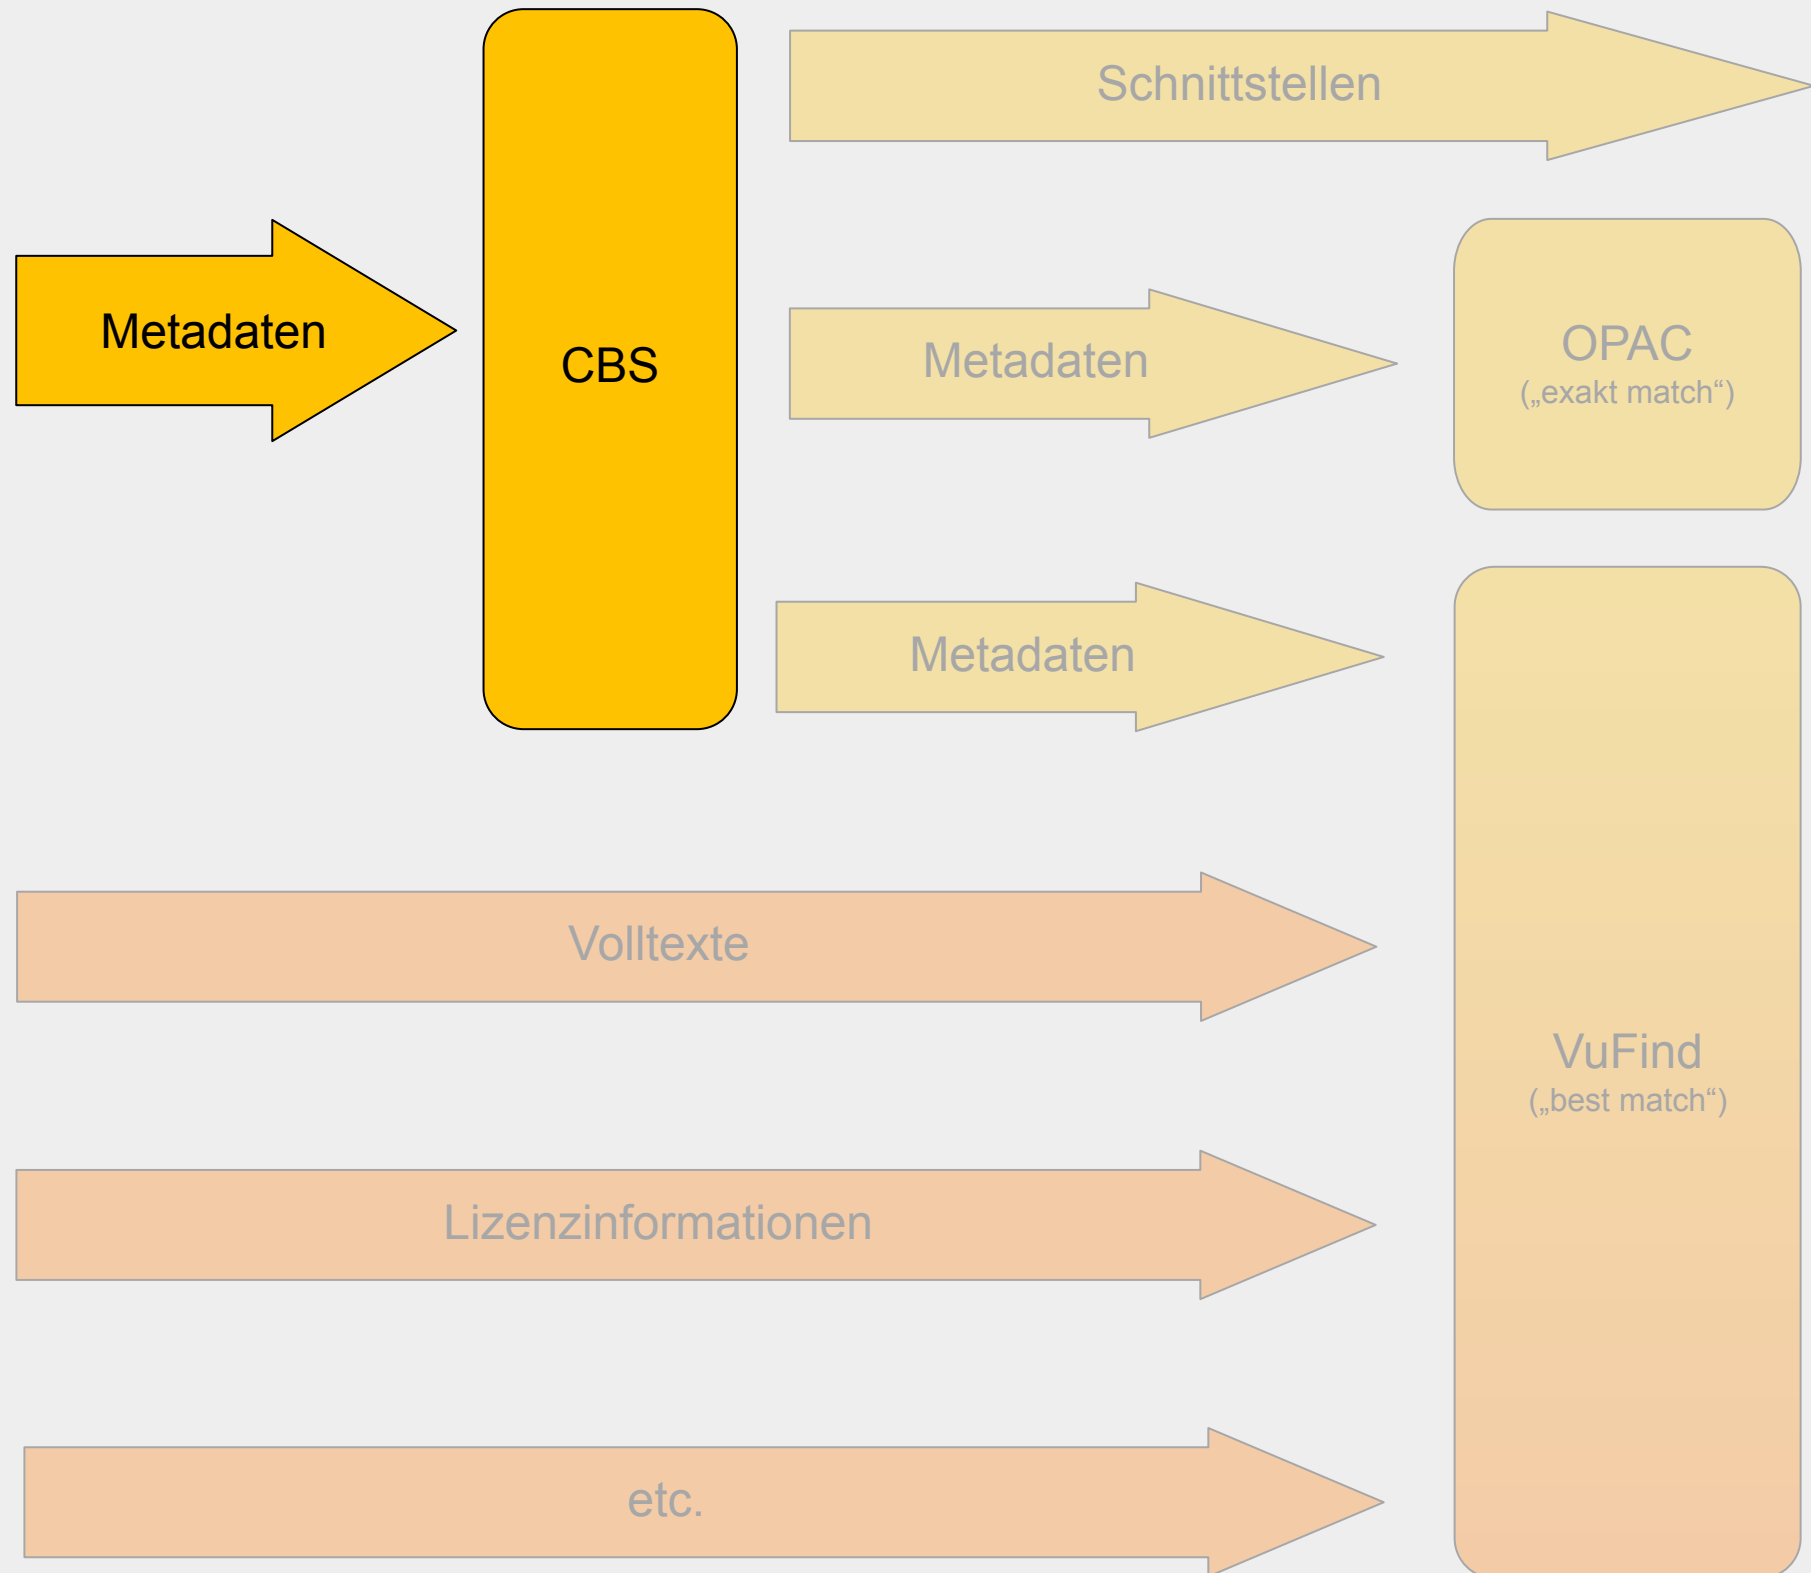 Schnittstellen
Metadaten
CBS
Metadaten
OPAC
(„exakt match“)
Metadaten
Volltexte
VuFind
(„best match“)
Lizenzinformationen
etc.